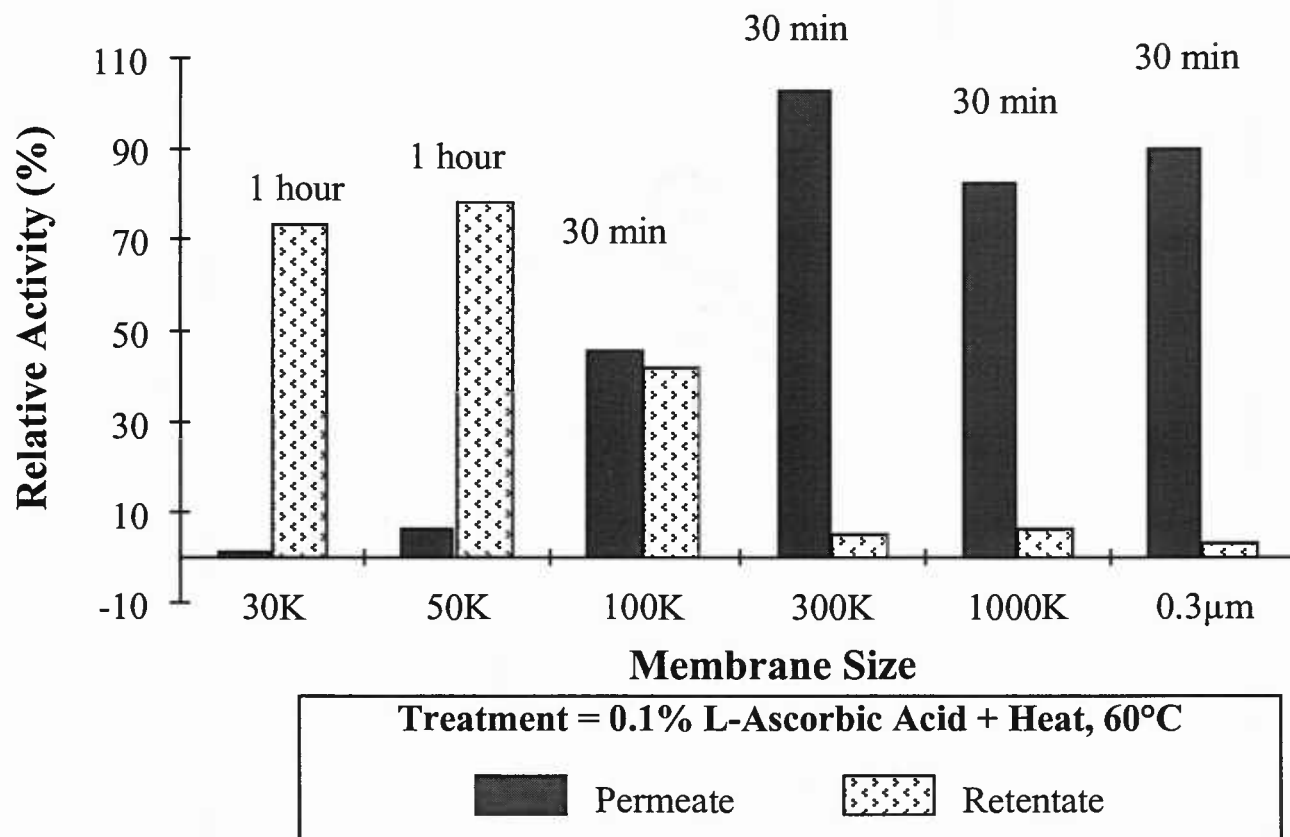 30 min
30 min
30 min
1 hour
1 hour
30 min
Relative Activity (%)
110
90
70
50
30
10
-10
30K 50K 100K 300K 1000K 0.3µm
Membrane Size
Treatment = 0.1% L-Ascorbic Acid + Heat, 60°C
Permeate Retentate